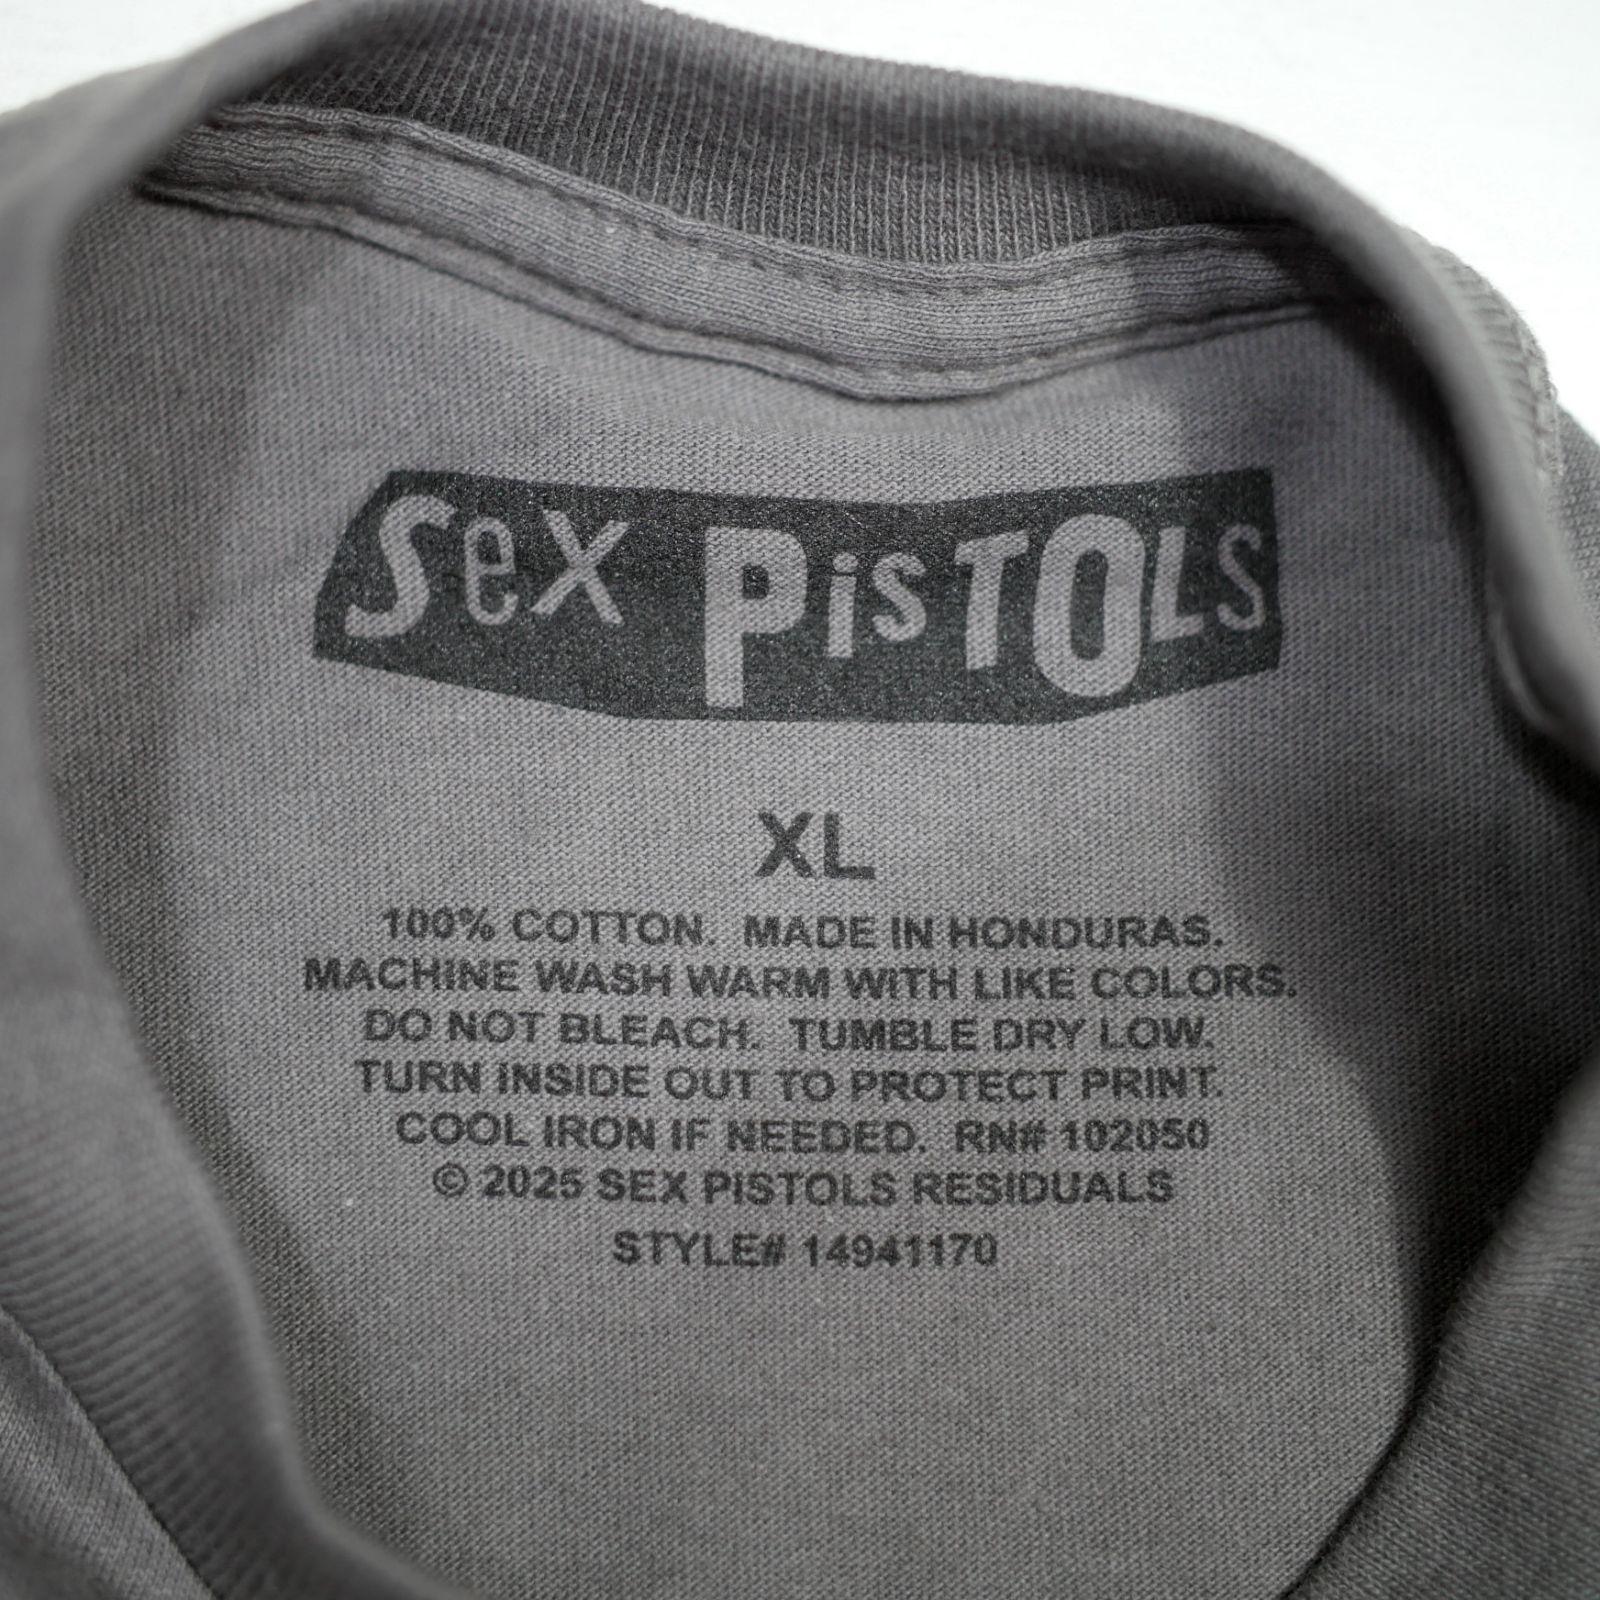 Sex PisTOLS
XL
100% COTTON. MADE IN HONDURAS.
MACHINE WASH WARM WITH LIKE COLORS.
DO NOT BLEACH. TUMBLE DRY LOW.
TURN INSIDE OUT TO PROTECT PRINT.
COOL IRON IF NEEDED. RN# 102050
© 2025 SEX PISTOLS RESIDUALS
STYLE# 14941170